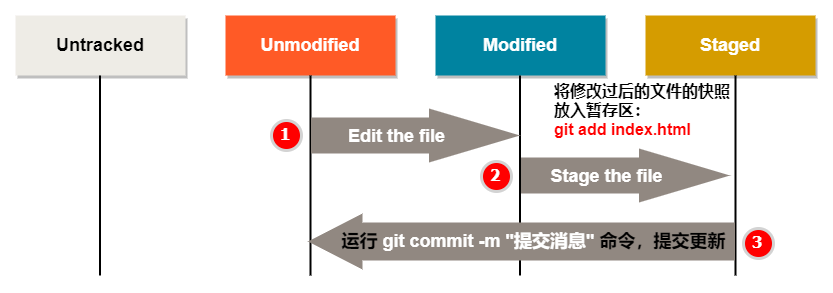 Untracked
Unmodified
Modified
Staged
将修改过后的文件的快照
放入暂存区：
git add index.html
1
Edit the file
2
Stage the file
运行 git commit -m "提交消息" 命令，提交更新
3